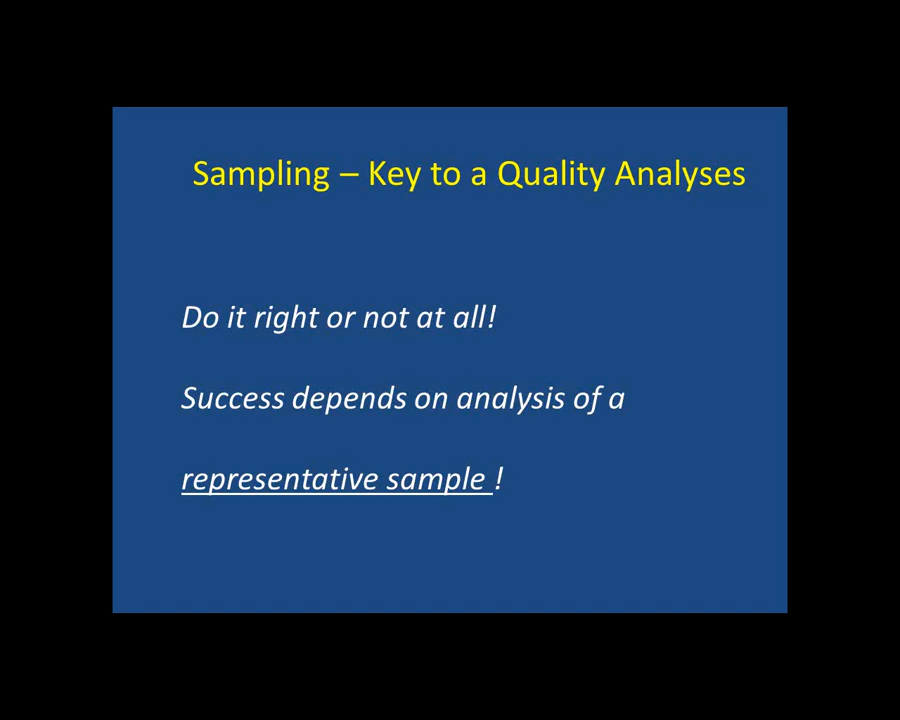 Sampling – Key to a Quality Analyses
Do it right or not at all!
Success depends on analysis of a
representative sample !